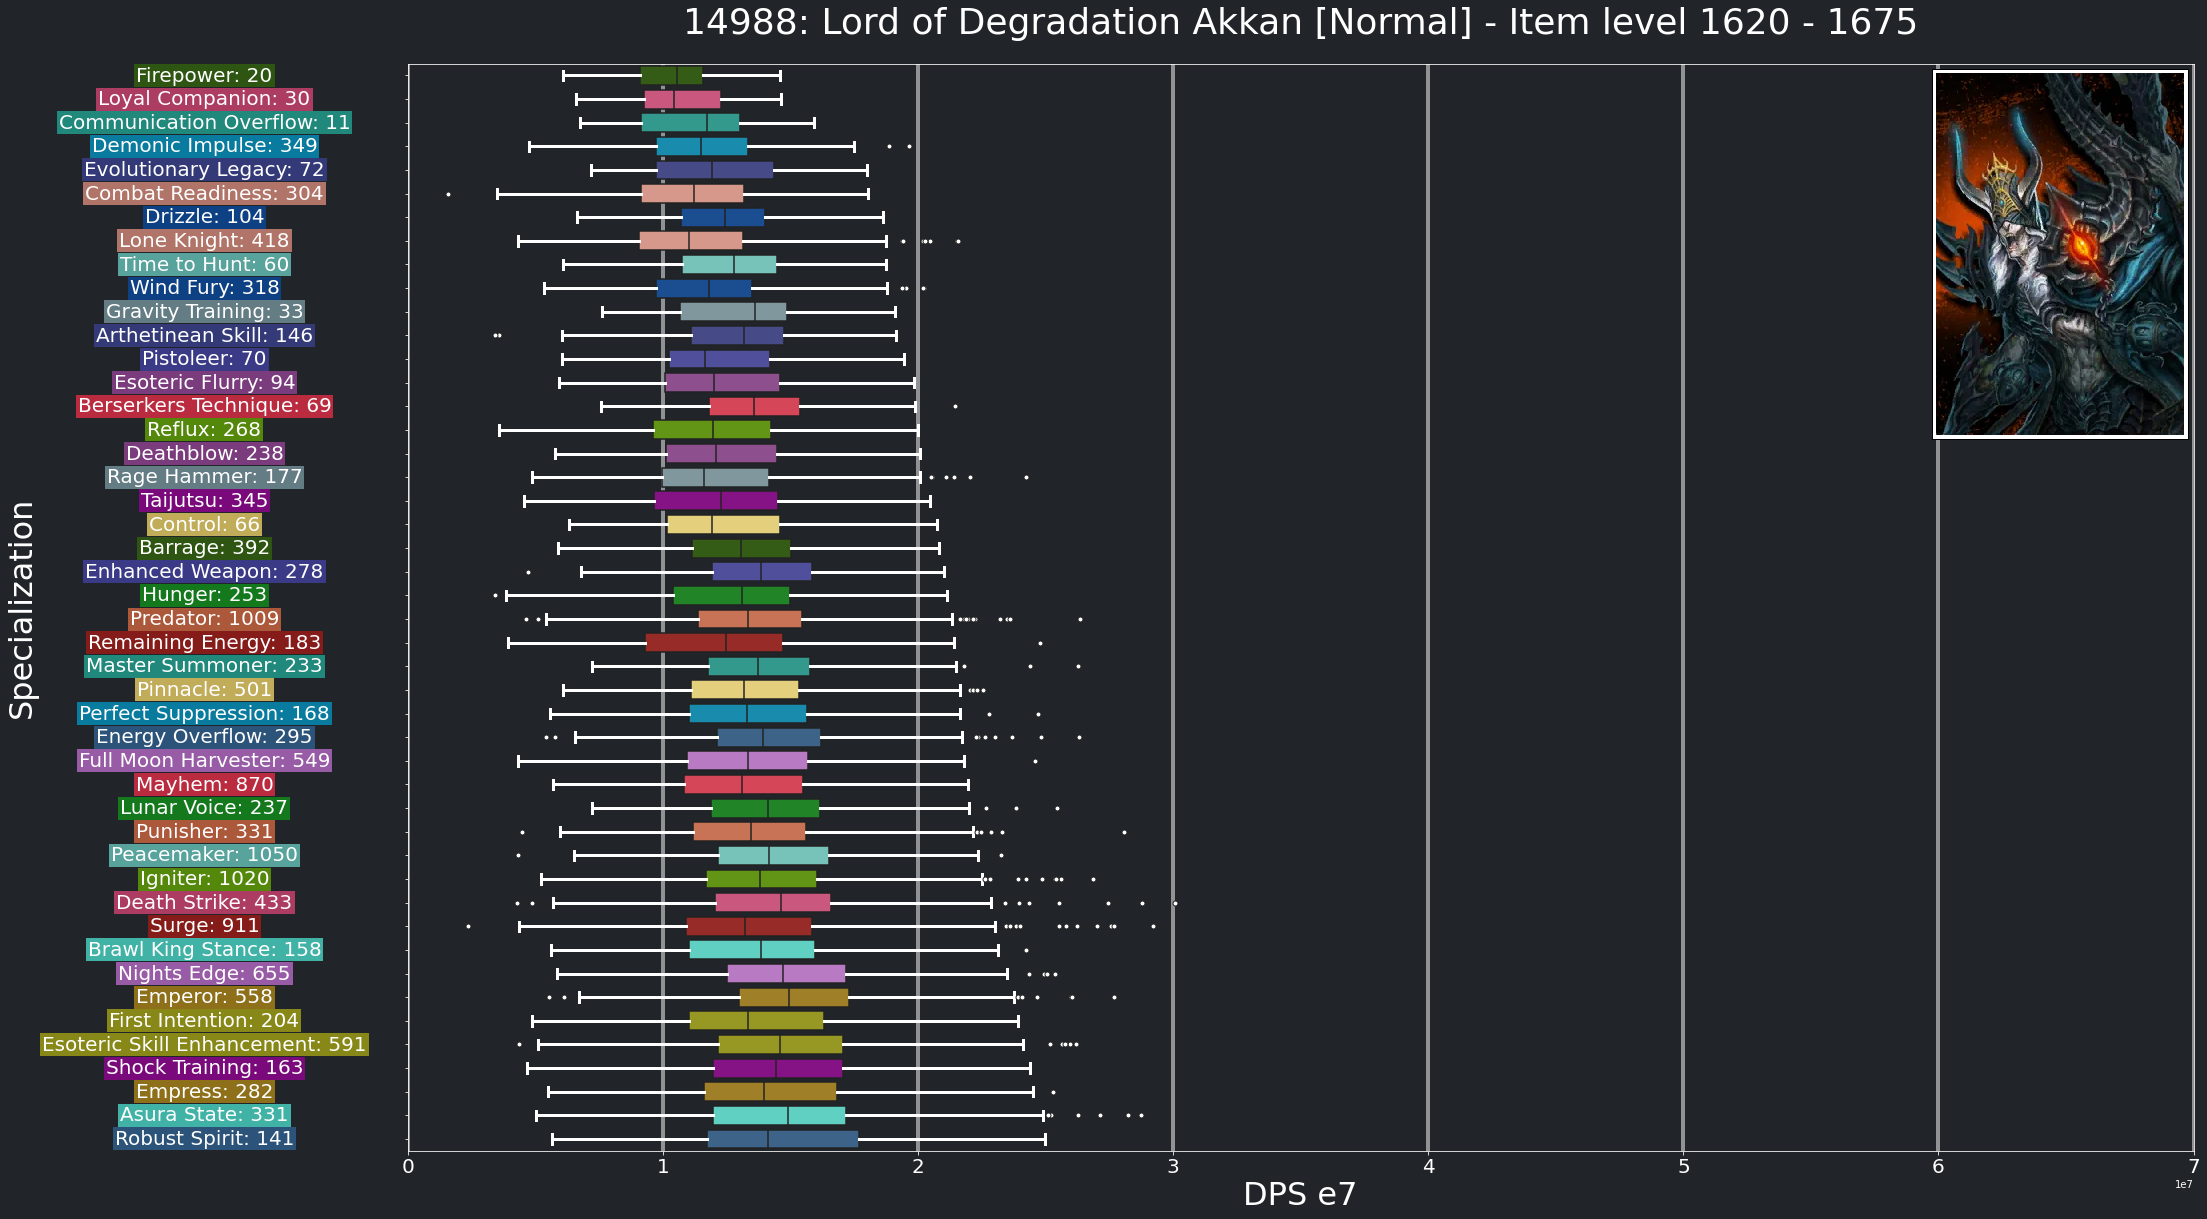 14988: Lord of Degradation Akkan [Normal] - Item level 1620 - 1675
Specialization
Firepower: 20
Loyal Companion: 30
Communication Overflow: 11
Demonic Impulse: 349
Evolutionary Legacy: 72
Combat Readiness: 304
Drizzle: 104
Lone Knight: 418
Time to Hunt: 60
Wind Fury: 318
Gravity Training: 33
Arthetinean Skill: 146
Pistoleer: 70
Esoteric Flurry: 94
Berserkers Technique: 69
Reflux: 268
Deathblow: 238
Rage Hammer: 177
Taijutsu: 345
Control: 66
Barrage: 392
Enhanced Weapon: 278
Hunger: 253
Predator: 1009
Remaining Energy: 183
Master Summoner: 233
Pinnacle: 501
Perfect Suppression: 168
Energy Overflow: 295
Full Moon Harvester: 549
Mayhem: 870
Lunar Voice: 237
Punisher: 331
Peacemaker: 1050
Igniter: 1020
Death Strike: 433
Surge: 911
Brawl King Stance: 158
Nights Edge: 655
Emperor: 558
First Intention: 204
Esoteric Skill Enhancement: 591
Shock Training: 163
Empress: 282
Asura State: 331
Robust Spirit: 141
0 1 2 3 4 5 6 7
1e7
DPS e7